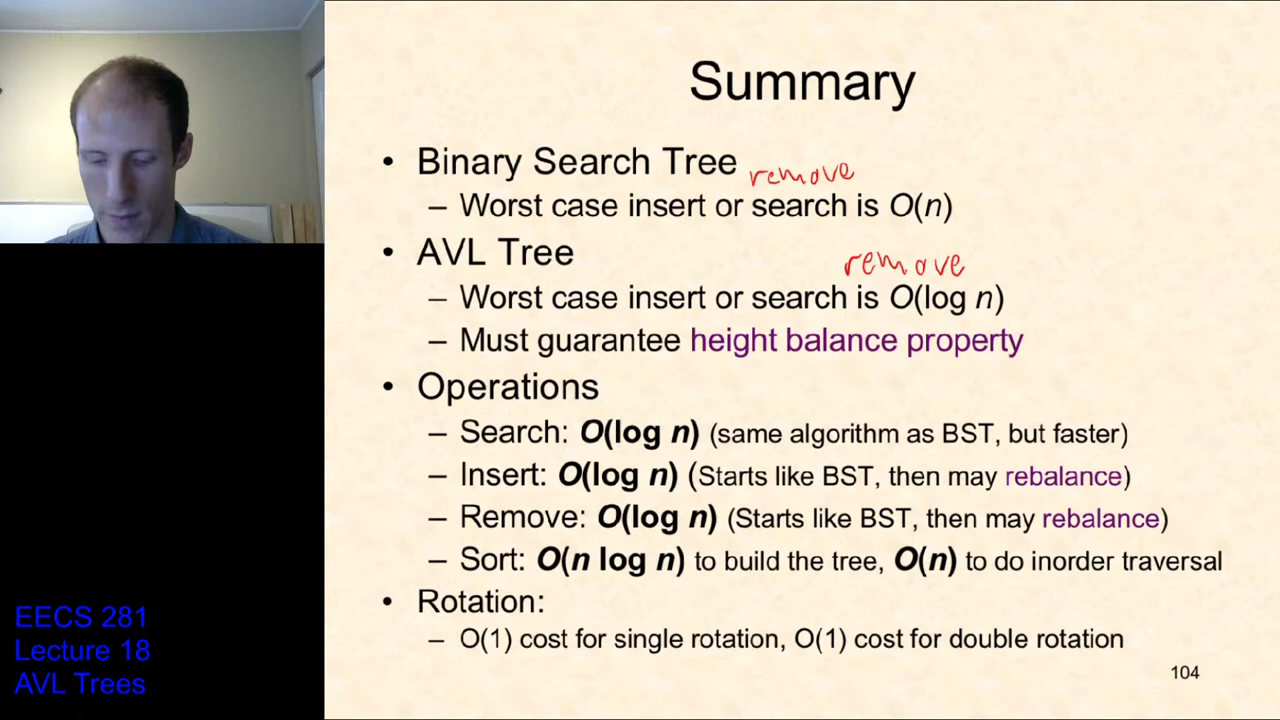 Summary
• Binary Search Tree remove
– Worst case insert or search is O(n)
• AVL Tree remove
– Worst case insert or search is O(log n)
– Must guarantee height balance property
• Operations
– Search: O(log n) (same algorithm as BST, but faster)
– Insert: O(log n) (Starts like BST, then may rebalance)
– Remove: O(log n) (Starts like BST, then may rebalance)
– Sort: O(n log n) to build the tree, O(n) to do inorder traversal
• Rotation:
– O(1) cost for single rotation, O(1) cost for double rotation
104
EECS 281
Lecture 18
AVL Trees